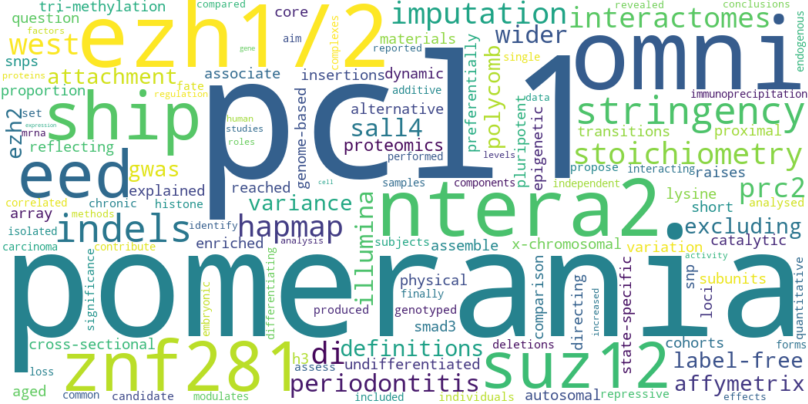 tri-methylation compared core imputation revealed conclusions
question factors ezh1/2 aim complexes materials wider interactomes omni
west gene reported
snps attachment associate insertions dynamic preferentially polycomb single factors
proteins fate regulation additive data immunoprecipitation endogenous
proportion ship pcl1 alternative pluripotent epigenetic stringency
ezh2 set expression human studies genome-based sall4 transitions proximal
mrna roles proteomics levels stoichiometry
reflecting performed propose interacting raises
eed gwas reached variance illumina components independent prc2
correlated chronic explained samples lysine short
array histone hapmap ntera2 excluding
isolated methods indels enriched cell subjects assemble x-chromosomal variation catalytic
carcinoma contribute identify analysis analysed
pomerania
significance embryonic differentiating physical comparison directing increased state-specific snp loci activity subunits quantitative
produced finally genotyped smad3
cross-sectional di definitions deletions cohorts forms
loss znf281 h3 assess undifferentiated suz12 label-free
aged periodontitis affymetrix
common candidate modulates included individuals autosomal repressive effects